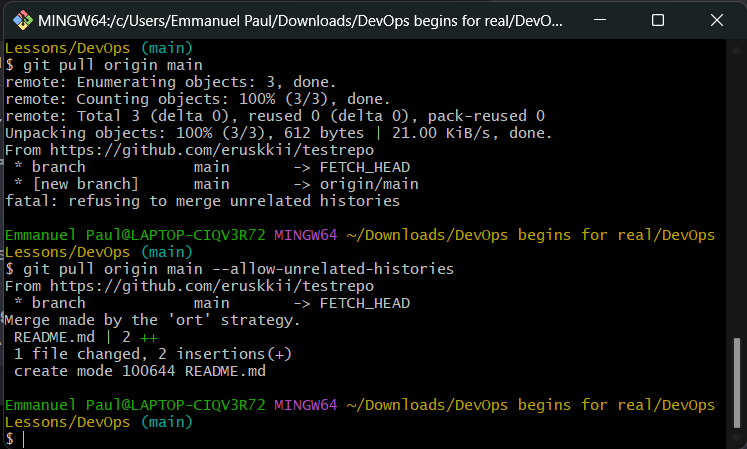 MINGW64:/c/Users/Emmanuel Paul/Downloads/DevOps begins for real/DevO...
Lessons/DevOps (main)
$ git pull origin main
remote: Enumerating objects: 3, done.
remote: Counting objects: 100% (3/3), done.
remote: Total 3 (delta 0), reused 0 (delta 0), pack-reused 0
Unpacking objects: 100% (3/3), 612 bytes | 21.00 KiB/s, done.
From https://github.com/eruskkii/testrepo
 * branch            main       -> FETCH_HEAD
 * [new branch]      main       -> origin/main
fatal: refusing to merge unrelated histories

Emmanuel Paul@LAPTOP-CIQV3R72 MINGW64 ~/Downloads/DevOps begins for real/DevOps
Lessons/DevOps (main)
$ git pull origin main --allow-unrelated-histories
From https://github.com/eruskkii/testrepo
 * branch            main       -> FETCH_HEAD
Merge made by the 'ort' strategy.
 README.md | 2 ++
 1 file changed, 2 insertions(+)
 create mode 100644 README.md

Emmanuel Paul@LAPTOP-CIQV3R72 MINGW64 ~/Downloads/DevOps begins for real/DevOps
Lessons/DevOps (main)
$